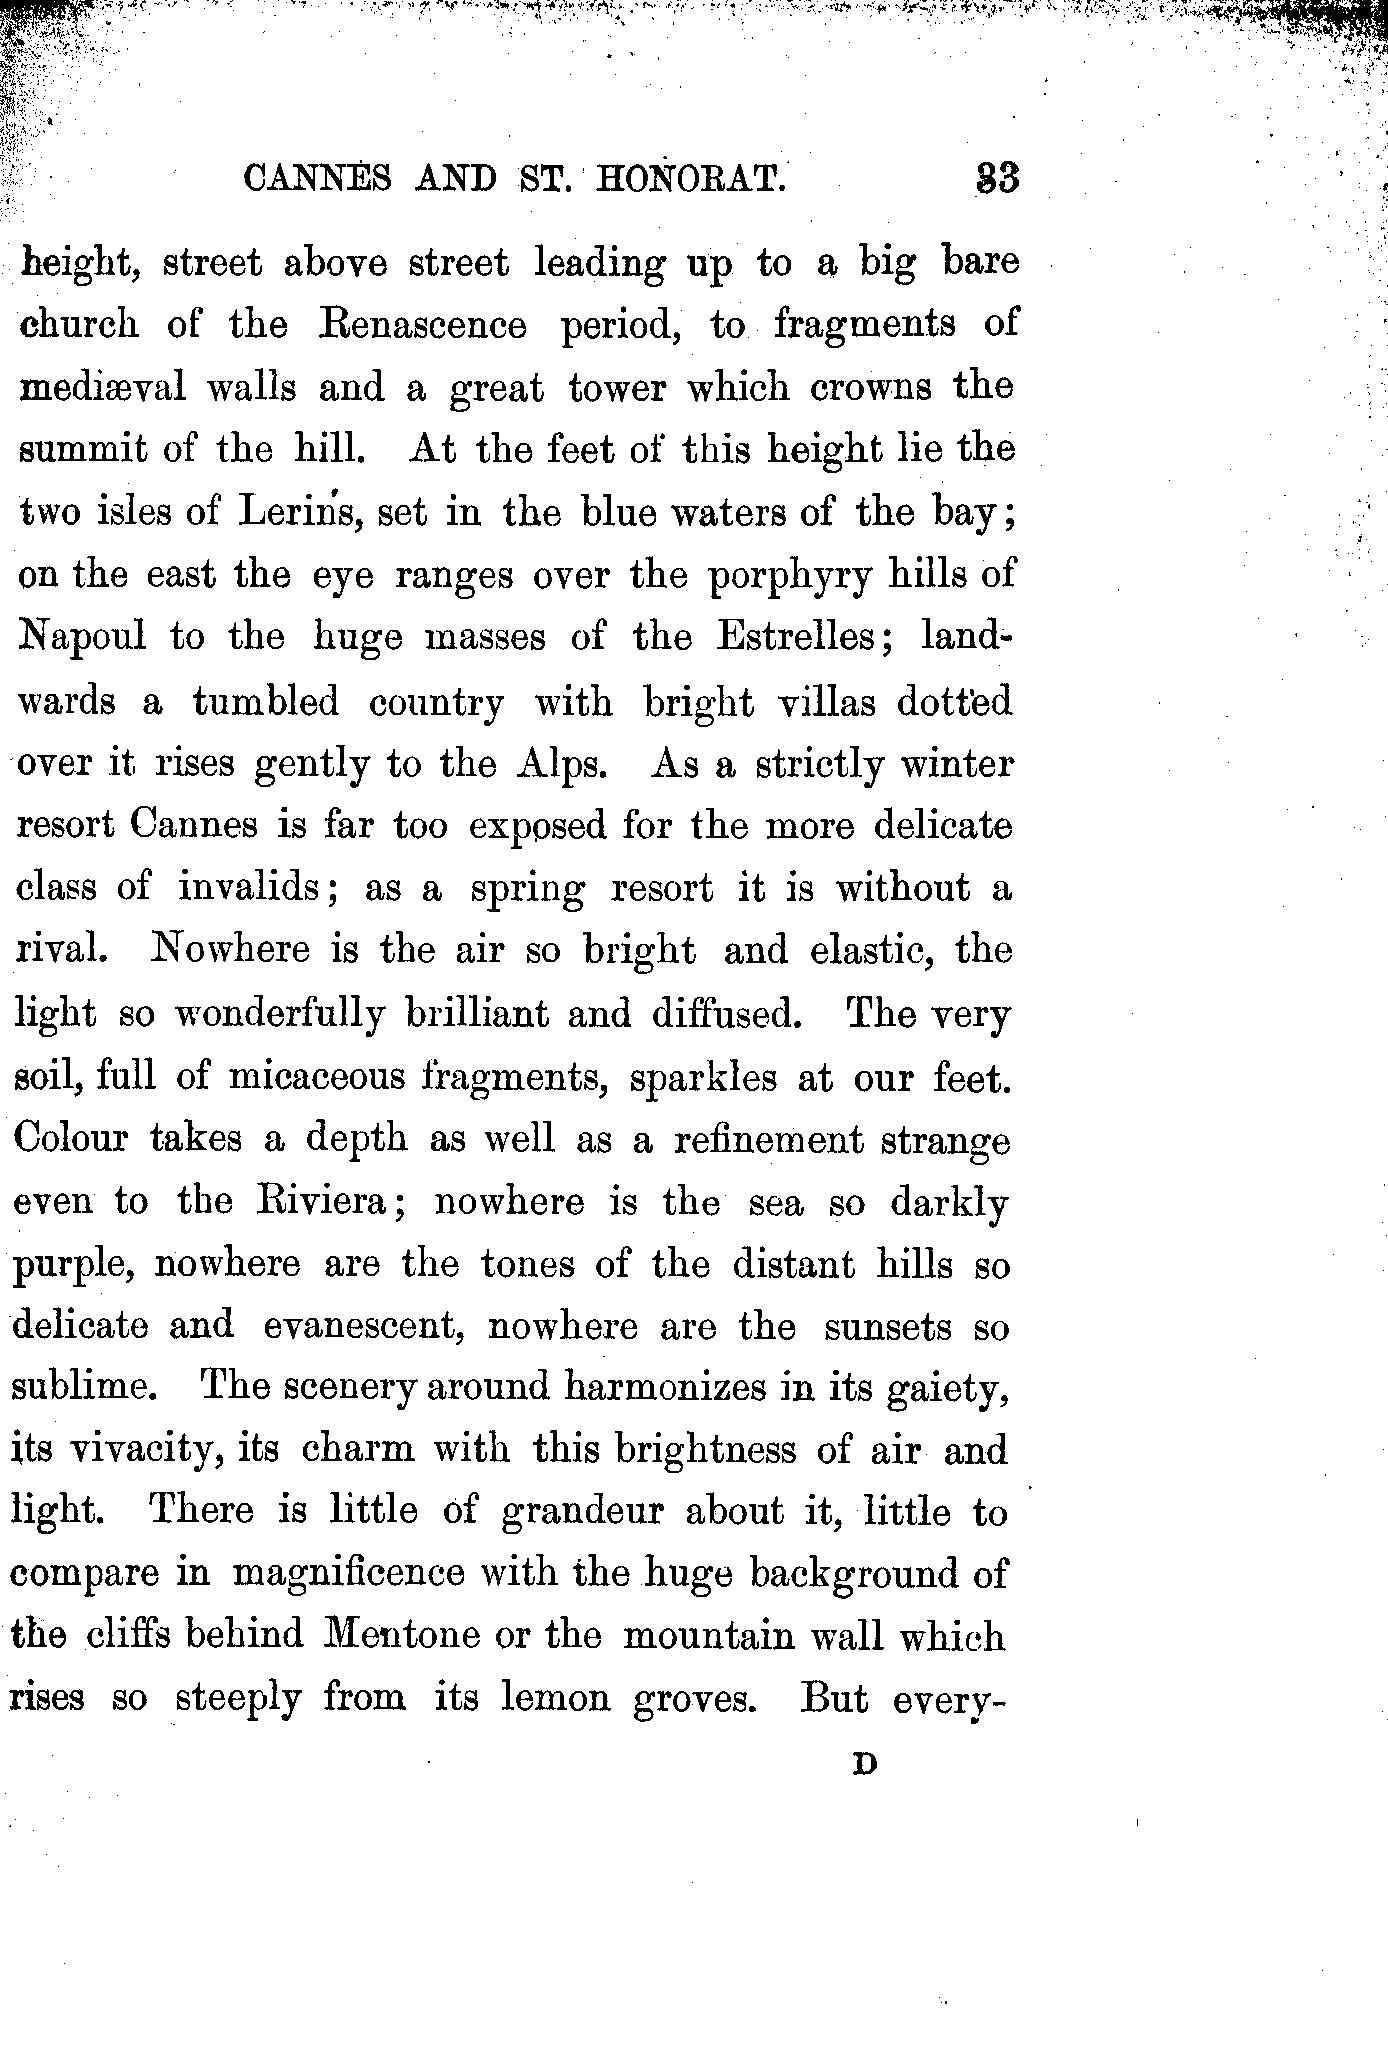 CANNES AND ST. HONORAT. 33
height, street above street leading up to a big bare
church of the Renascence period, to fragments of
mediæval walls and a great tower which crowns the
summit of the hill. At the feet of this height lie the
two isles of Lerins, set in the blue waters of the bay;
on the east the eye ranges over the porphyry hills of
Napoul to the huge masses of the Estrelles; land-
wards a tumbled country with bright villas dotted
over it rises gently to the Alps. As a strictly winter
resort Cannes is far too exposed for the more delicate
class of invalids; as a spring resort it is without a
rival. Nowhere is the air so bright and elastic, the
light so wonderfully brilliant and diffused. The very
soil, full of micaceous fragments, sparkles at our feet.
Colour takes a depth as well as a refinement strange
even to the Riviera; nowhere is the sea so darkly
purple, nowhere are the tones of the distant hills so
delicate and evanescent, nowhere are the sunsets so
sublime. The scenery around harmonizes in its gaiety,
its vivacity, its charm with this brightness of air and
light. There is little of grandeur about it, little to
compare in magnificence with the huge background of
the cliffs behind Mentone or the mountain wall which
rises so steeply from its lemon groves. But every-
D